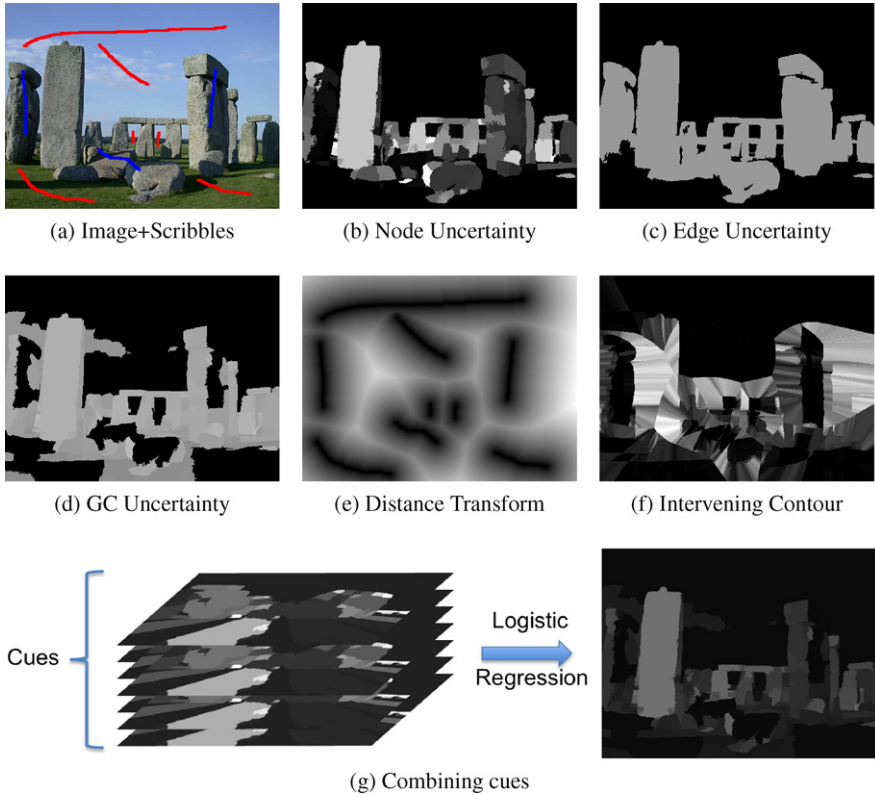 (a) Image+Scribbles
(b) Node Uncertainty
(c) Edge Uncertainty
(d) GC Uncertainty
(e) Distance Transform
(f) Intervening Contour
Cues
Logistic
Regression
(g) Combining cues